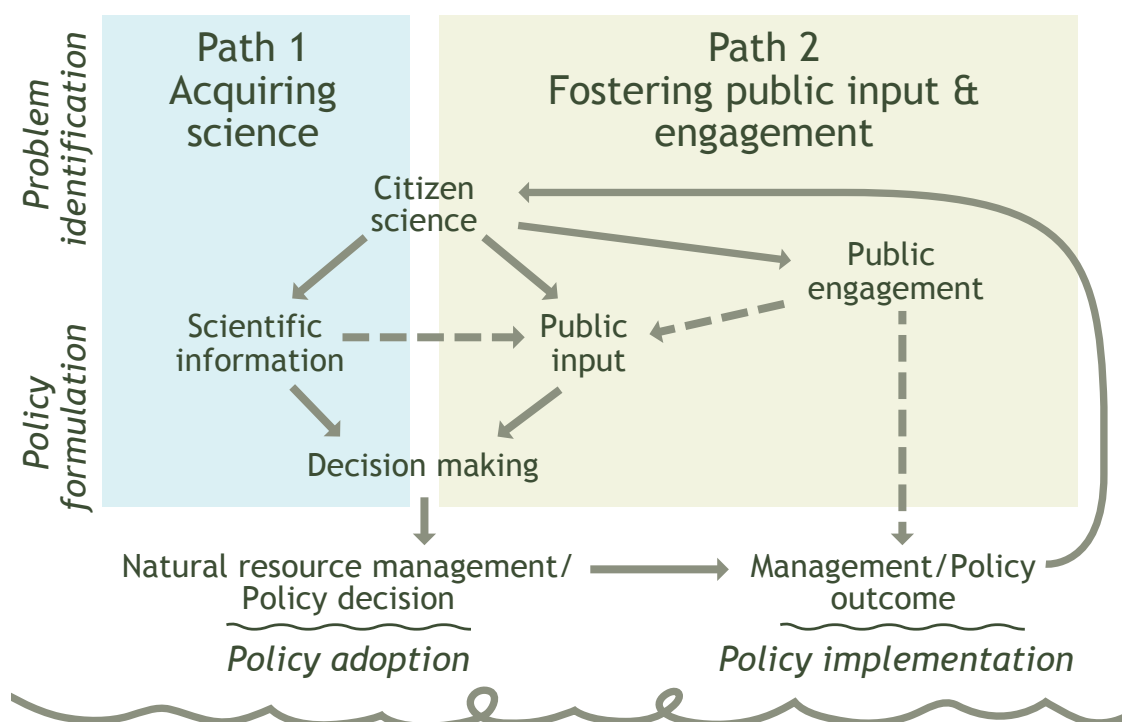 Problem
identification
Path 1
Acquiring
science
Path 2
Fostering public input &
engagement
Citizen
science
Public
engagement
Policy
formulation
Scientific
information
Public
input
Decision making
Natural resource management/
Policy decision
Management/Policy
outcome
Policy adoption
Policy implementation